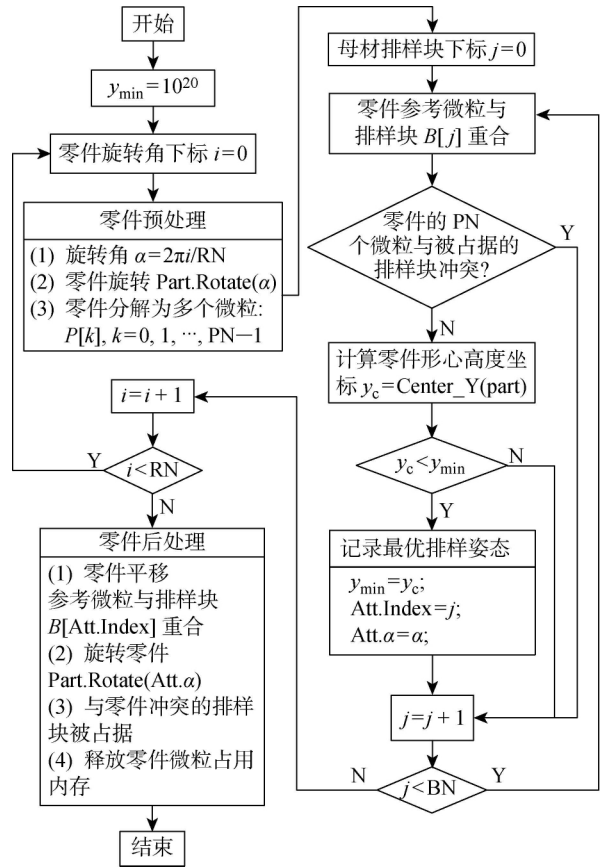 开始
y_min=10^20
零件旋转角下标 i=0
零件预处理
(1) 旋转角 α=2πi/RN
(2) 零件旋转 Part.Rotate(α)
(3) 零件分解为多个微粒:
P[k], k=0, 1, ···, PN−1
i=i+1
Y
i<RN
N
零件后处理
(1) 零件平移
参考微粒与排样块
B[Att.Index] 重合
(2) 旋转零件
Part.Rotate(Att.α)
(3) 与零件冲突的排样
块被占据
(4) 释放零件微粒占用
内存
结束
母材排样块下标 j=0
零件参考微粒与
排样块 B[j] 重合
零件的 PN
个微粒与被占据的
排样块冲突?
Y
N
计算零件形心高度坐
标 y_c=Center_Y(part)
y_c<y_min
N
Y
记录最优排样姿态
y_min=y_c;
Att.Index=j;
Att.α=α;
j=j+1
N
j<BN
Y